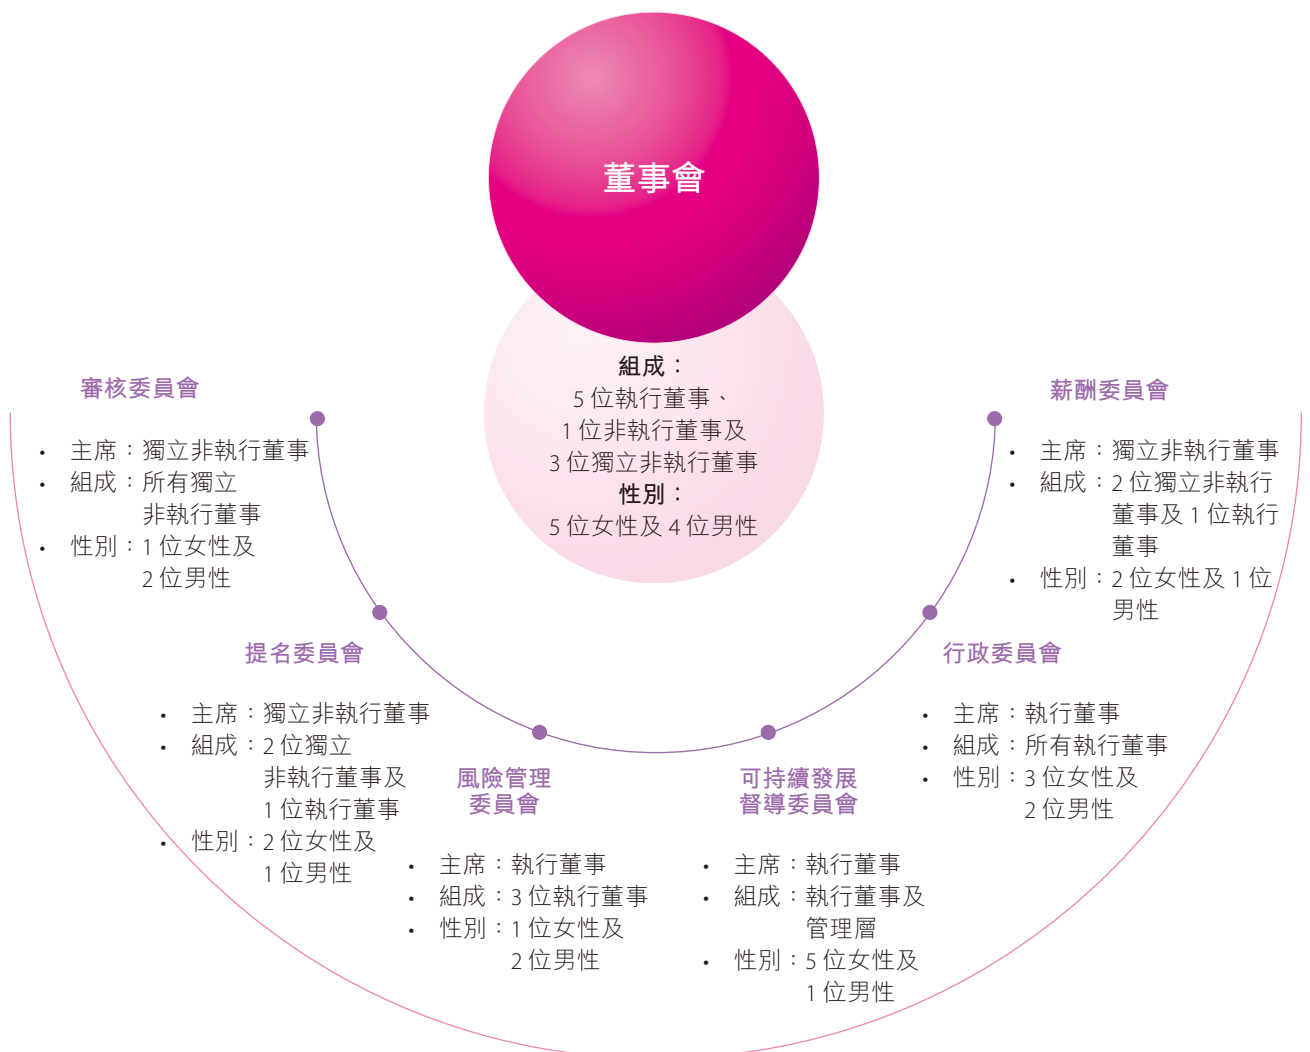 董事會
組成：
5 位執行董事、
1 位非執行董事及
3 位獨立非執行董事
性別：
5 位女性及 4 位男性
審核委員會
• 主席：獨立非執行董事
• 組成：所有獨立
非執行董事
• 性別：1 位女性及
2 位男性
提名委員會
• 主席：獨立非執行董事
• 組成：2 位獨立
非執行董事及
1 位執行董事
• 性別：2 位女性及
1 位男性
風險管理
委員會
• 主席：執行董事
• 組成：3 位執行董事
• 性別：1 位女性及
2 位男性
可持續發展
督導委員會
• 主席：執行董事
• 組成：執行董事及
管理層
• 性別：5 位女性及
1 位男性
行政委員會
• 主席：執行董事
• 組成：所有執行董事
• 性別：3 位女性及
2 位男性
薪酬委員會
• 主席：獨立非執行董事
• 組成：2 位獨立非執行
董事及 1 位執行
董事
• 性別：2 位女性及 1 位
男性